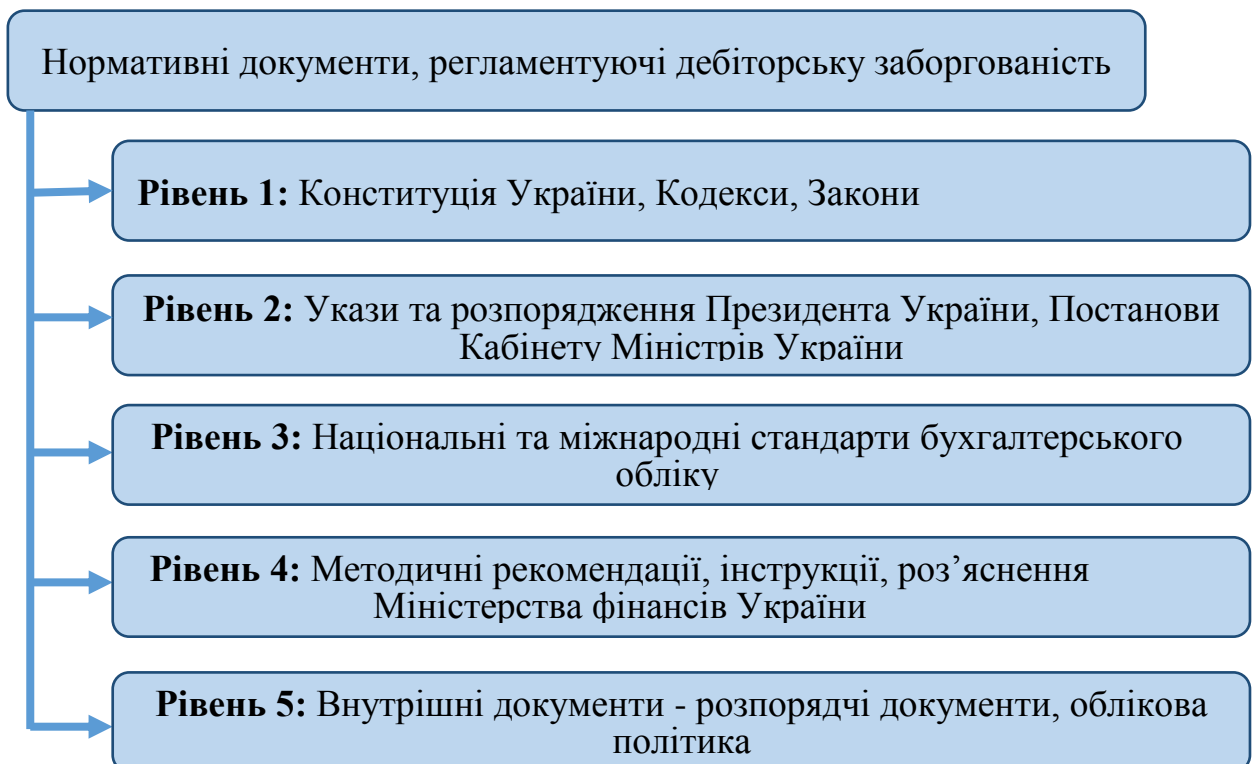 Нормативні документи, регламентуючі дебіторську заборгованість
Рівень 1: Конституція України, Кодекси, Закони
Рівень 2: Укази та розпорядження Президента України, Постанови
Кабінету Міністрів України
Рівень 3: Національні та міжнародні стандарти бухгалтерського
обліку
Рівень 4: Методичні рекомендації, інструкції, роз’яснення
Міністерства фінансів України
Рівень 5: Внутрішні документи - розпорядчі документи, облікова
політика